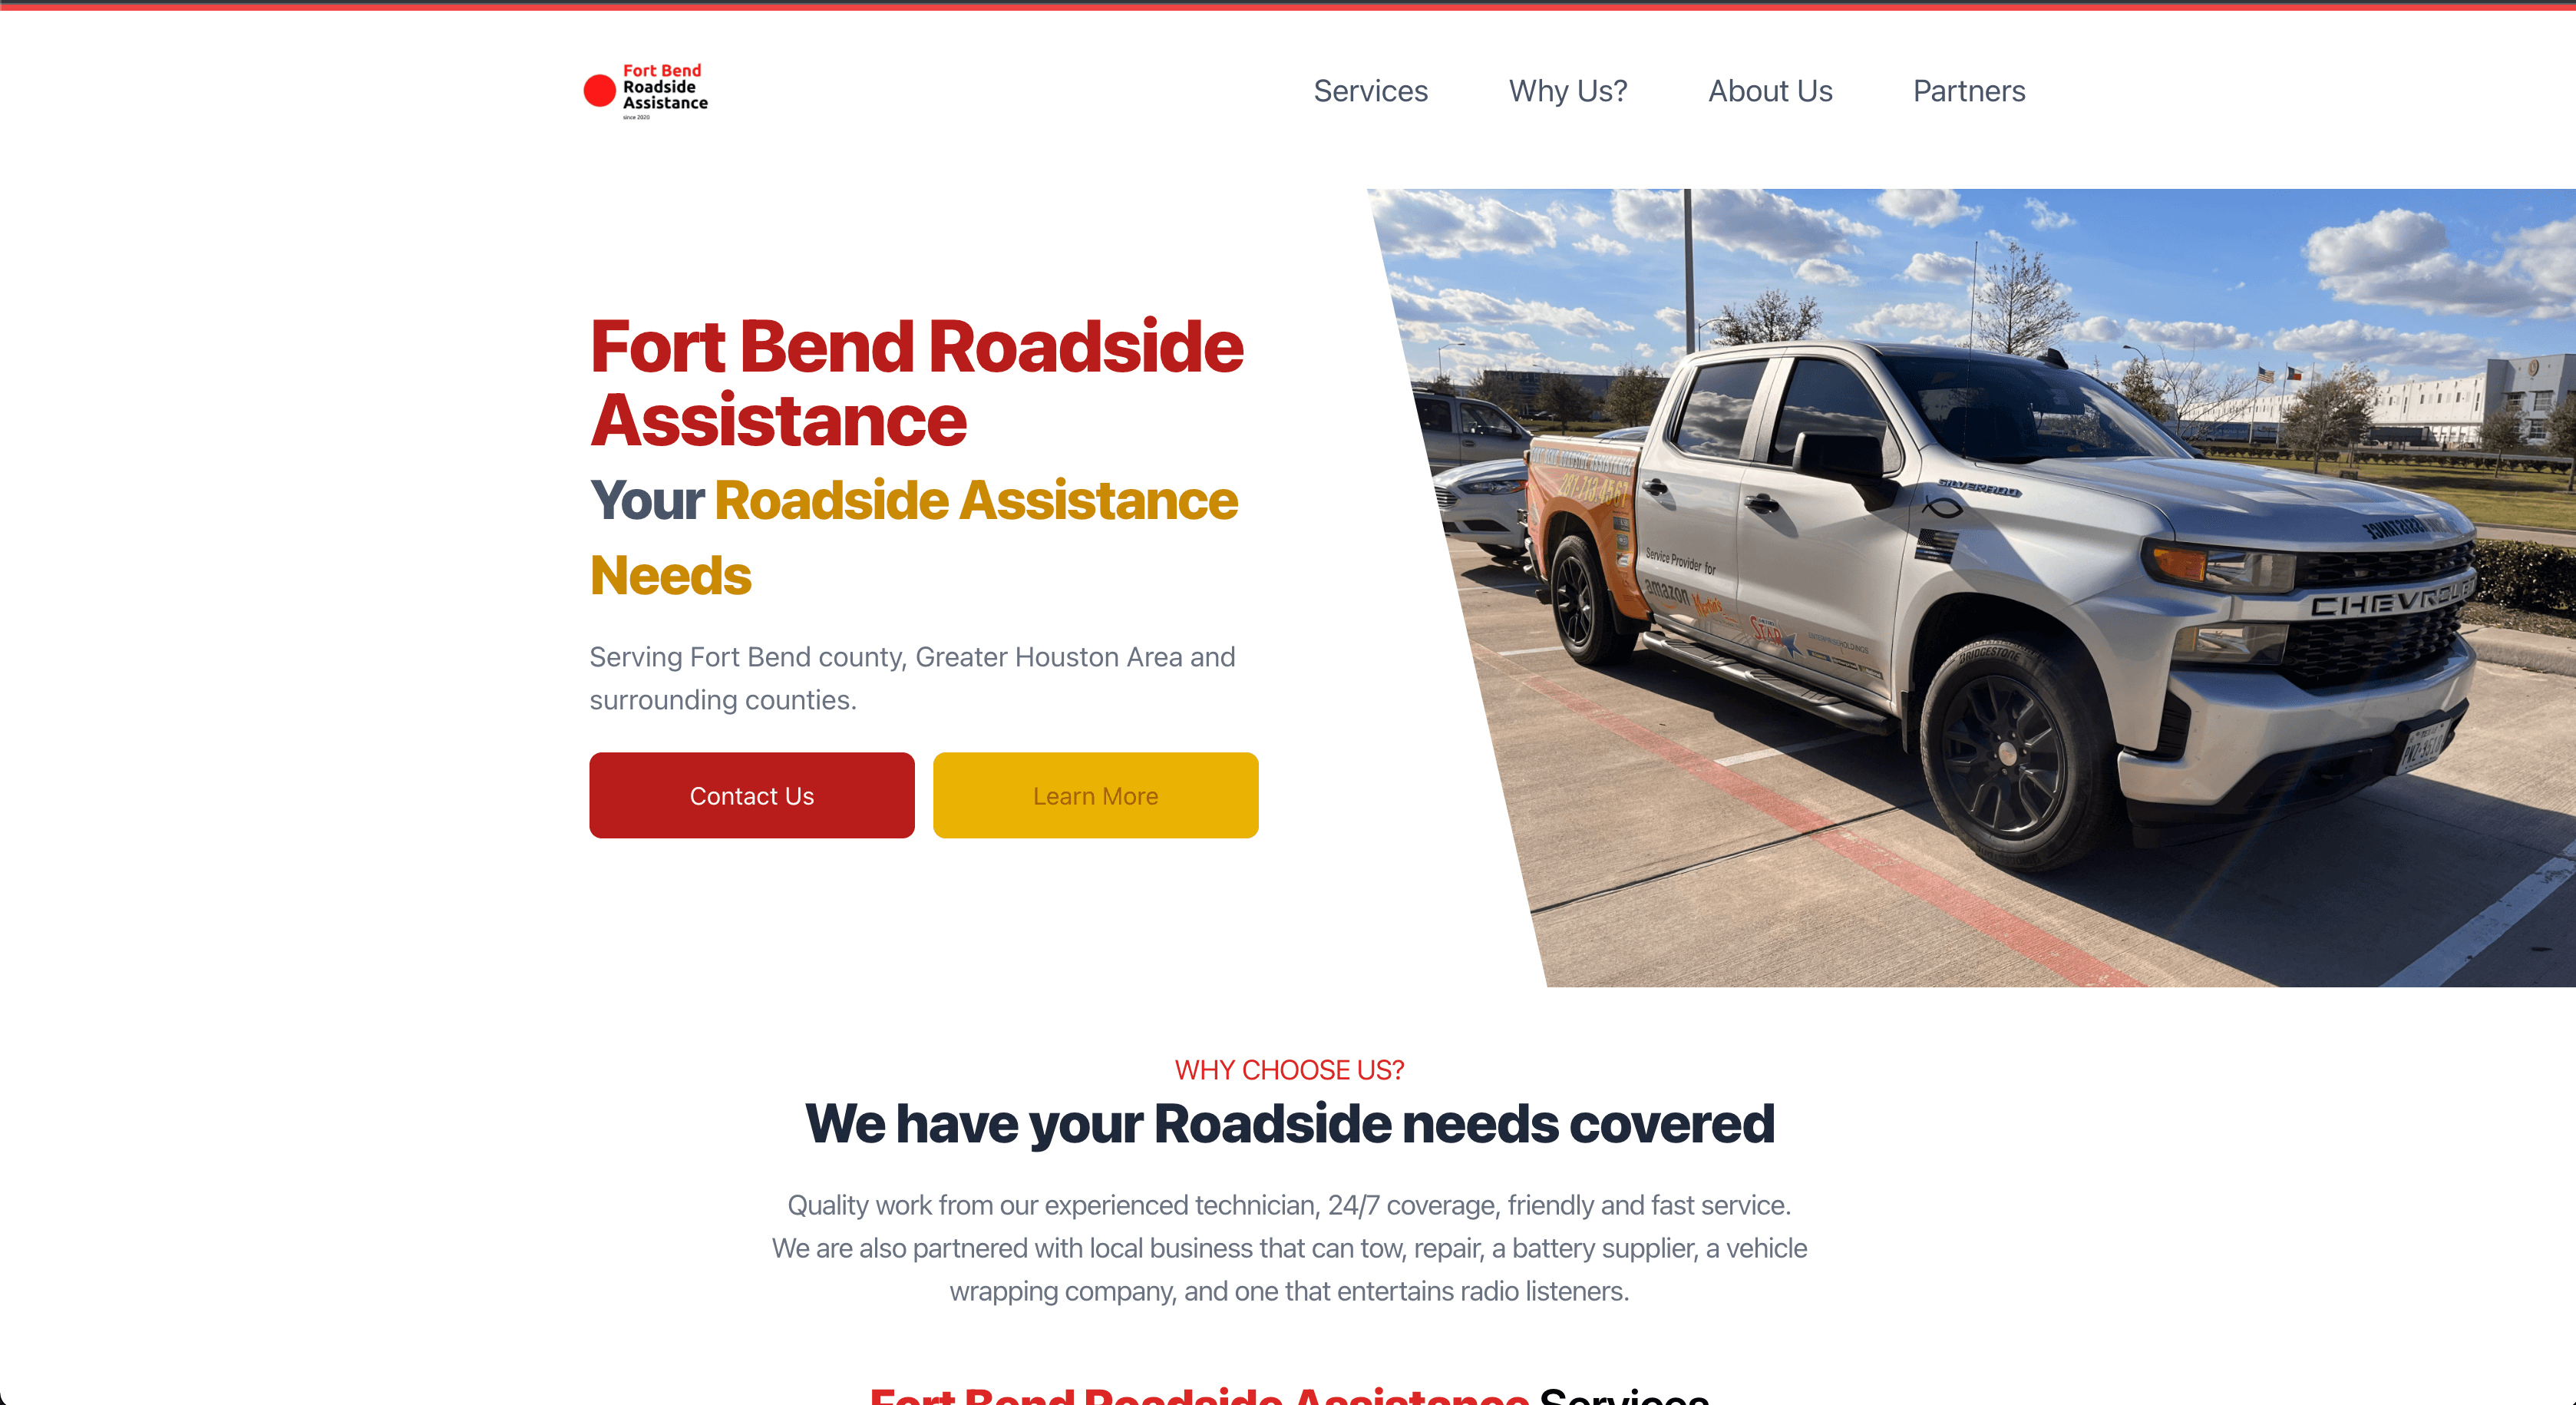 Fort Bend
Roadside
Assistance
since 2020
Services
Why Us?
About Us
Partners
Fort Bend Roadside
Assistance
Your Roadside Assistance
Needs
Serving Fort Bend county, Greater Houston Area and
surrounding counties.
Contact Us
Learn More
SILVERADO
Service Provider for
amazon
STAR
CHEVROLET
BRIDGESTONE
ASSISTANCE
WHY CHOOSE US?
We have your Roadside needs covered
Quality work from our experienced technician, 24/7 coverage, friendly and fast service.
We are also partnered with local business that can tow, repair, a battery supplier, a vehicle
wrapping company, and one that entertains radio listeners.
Fort Bend Roadside Assistance Services